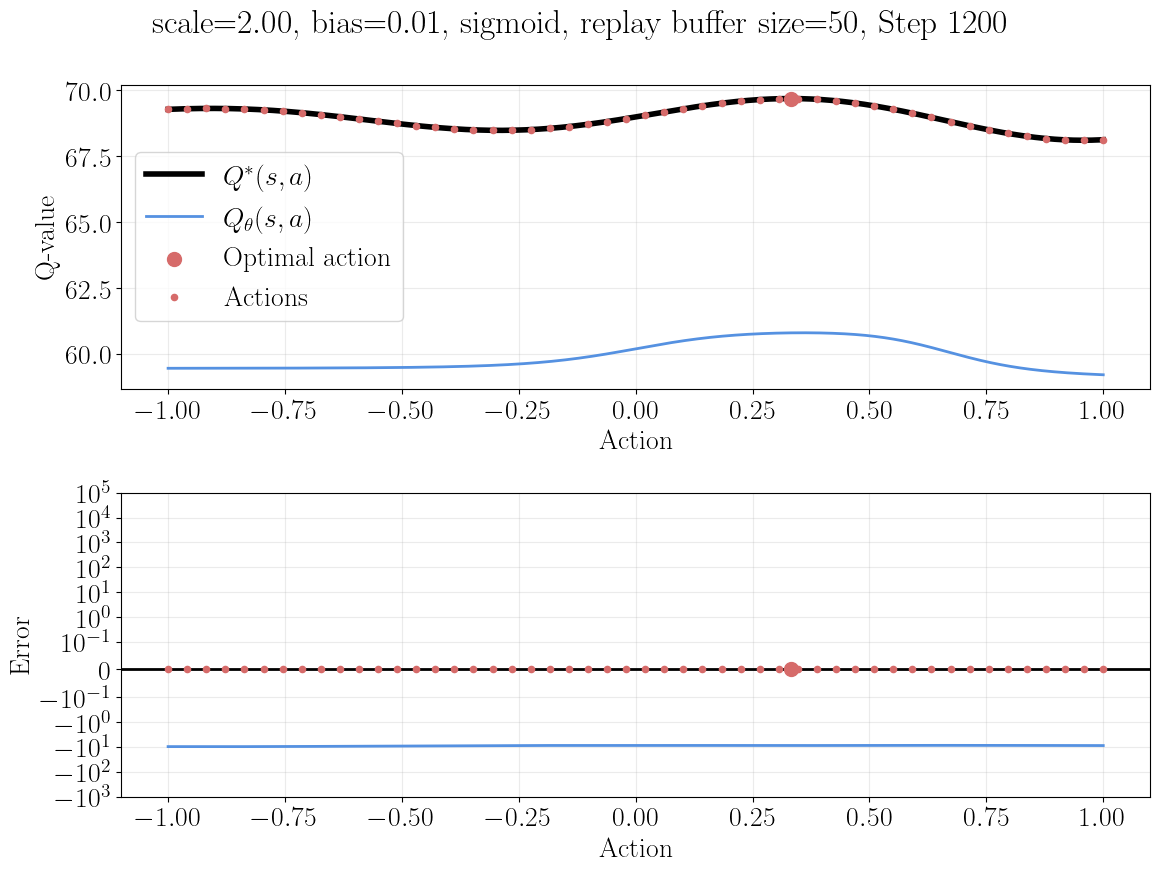 scale=2.00, bias=0.01, sigmoid, replay buffer size=50, Step 1200
70.0
67.5
65.0
62.5
60.0
Q-value
Q*(s, a)
Q_θ(s, a)
Optimal action
Actions
−1.00 −0.75 −0.50 −0.25 0.00 0.25 0.50 0.75 1.00
Action
10^5
10^4
10^3
10^2
10^1
10^0
10^−1
0
−10^−1
−10^0
−10^1
−10^2
−10^3
Error
−1.00 −0.75 −0.50 −0.25 0.00 0.25 0.50 0.75 1.00
Action